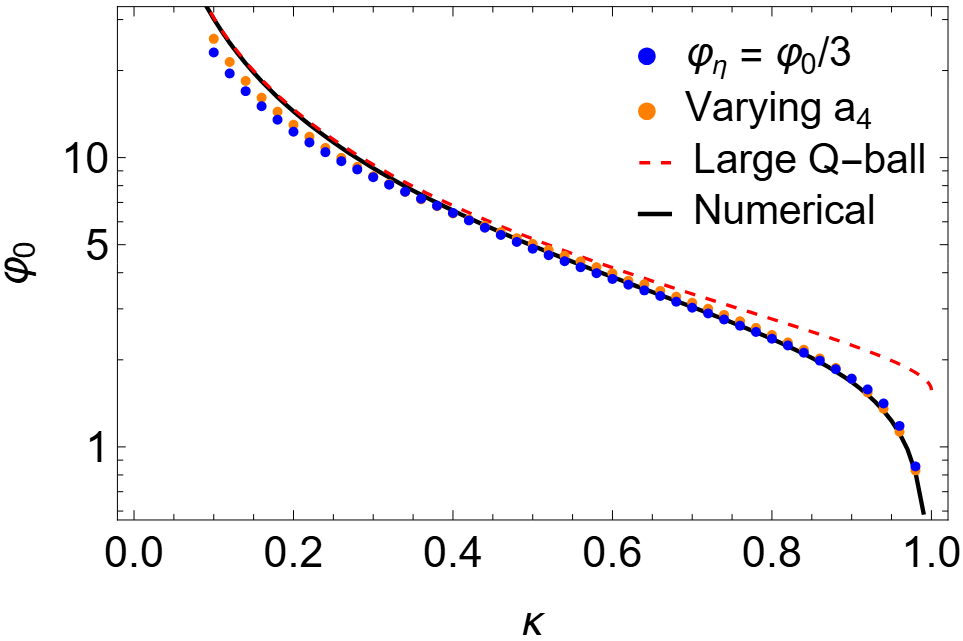 φη = φ0/3
Varying a4
Large Q−ball
Numerical
10
5
1
φ0
0.0 0.2 0.4 0.6 0.8 1.0
κ